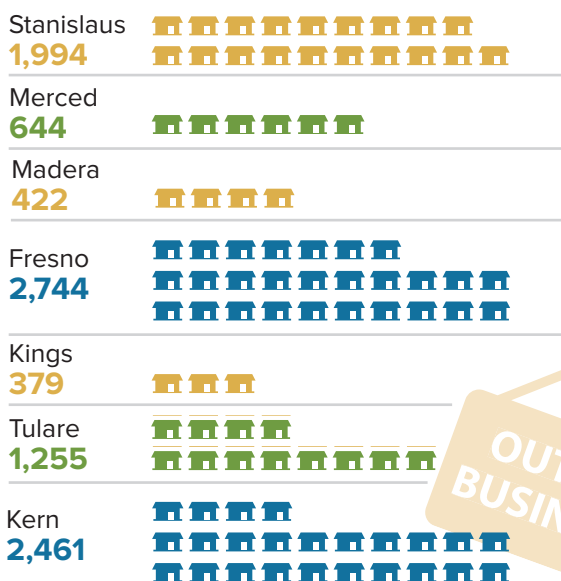 Stanislaus
1,994
Merced
644
Madera
422
Fresno
2,744
Kings
379
Tulare
1,255
Kern
2,461